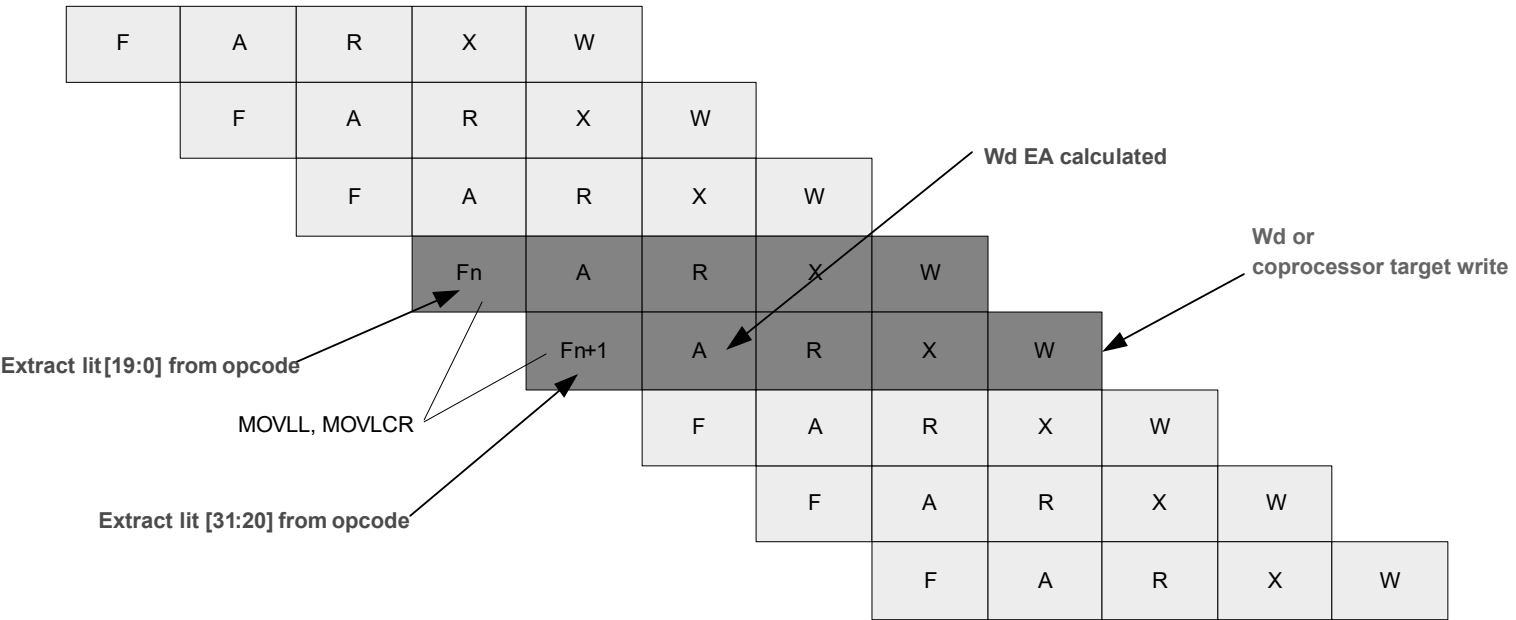 F A R X W
F A R X W
Wd EA calculated
F A R X W
Wd or
coprocessor target write
Fn A R X W
Extract lit [19:0] from opcode
Fn+1 A R X W
MOVLL, MOVLCR
F A R X W
Extract lit [31:20] from opcode
F A R X W
F A R X W